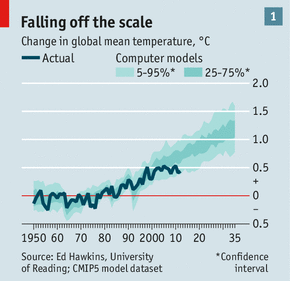 Falling off the scale
1
Change in global mean temperature, °C
Actual
Computer models
5-95%*
25-75%*
2.0
1.5
1.0
0.5
+
0
–
0.5
1950 60 70 80 90 2000 10 20 35
Source: Ed Hawkins, University
of Reading; CMIP5 model dataset
*Confidence
interval